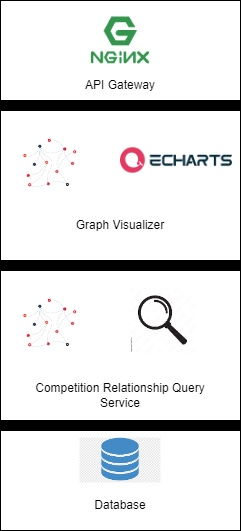 NGINX
API Gateway
ECHARTS
Graph Visualizer
Competition Relationship Query
Service
Database